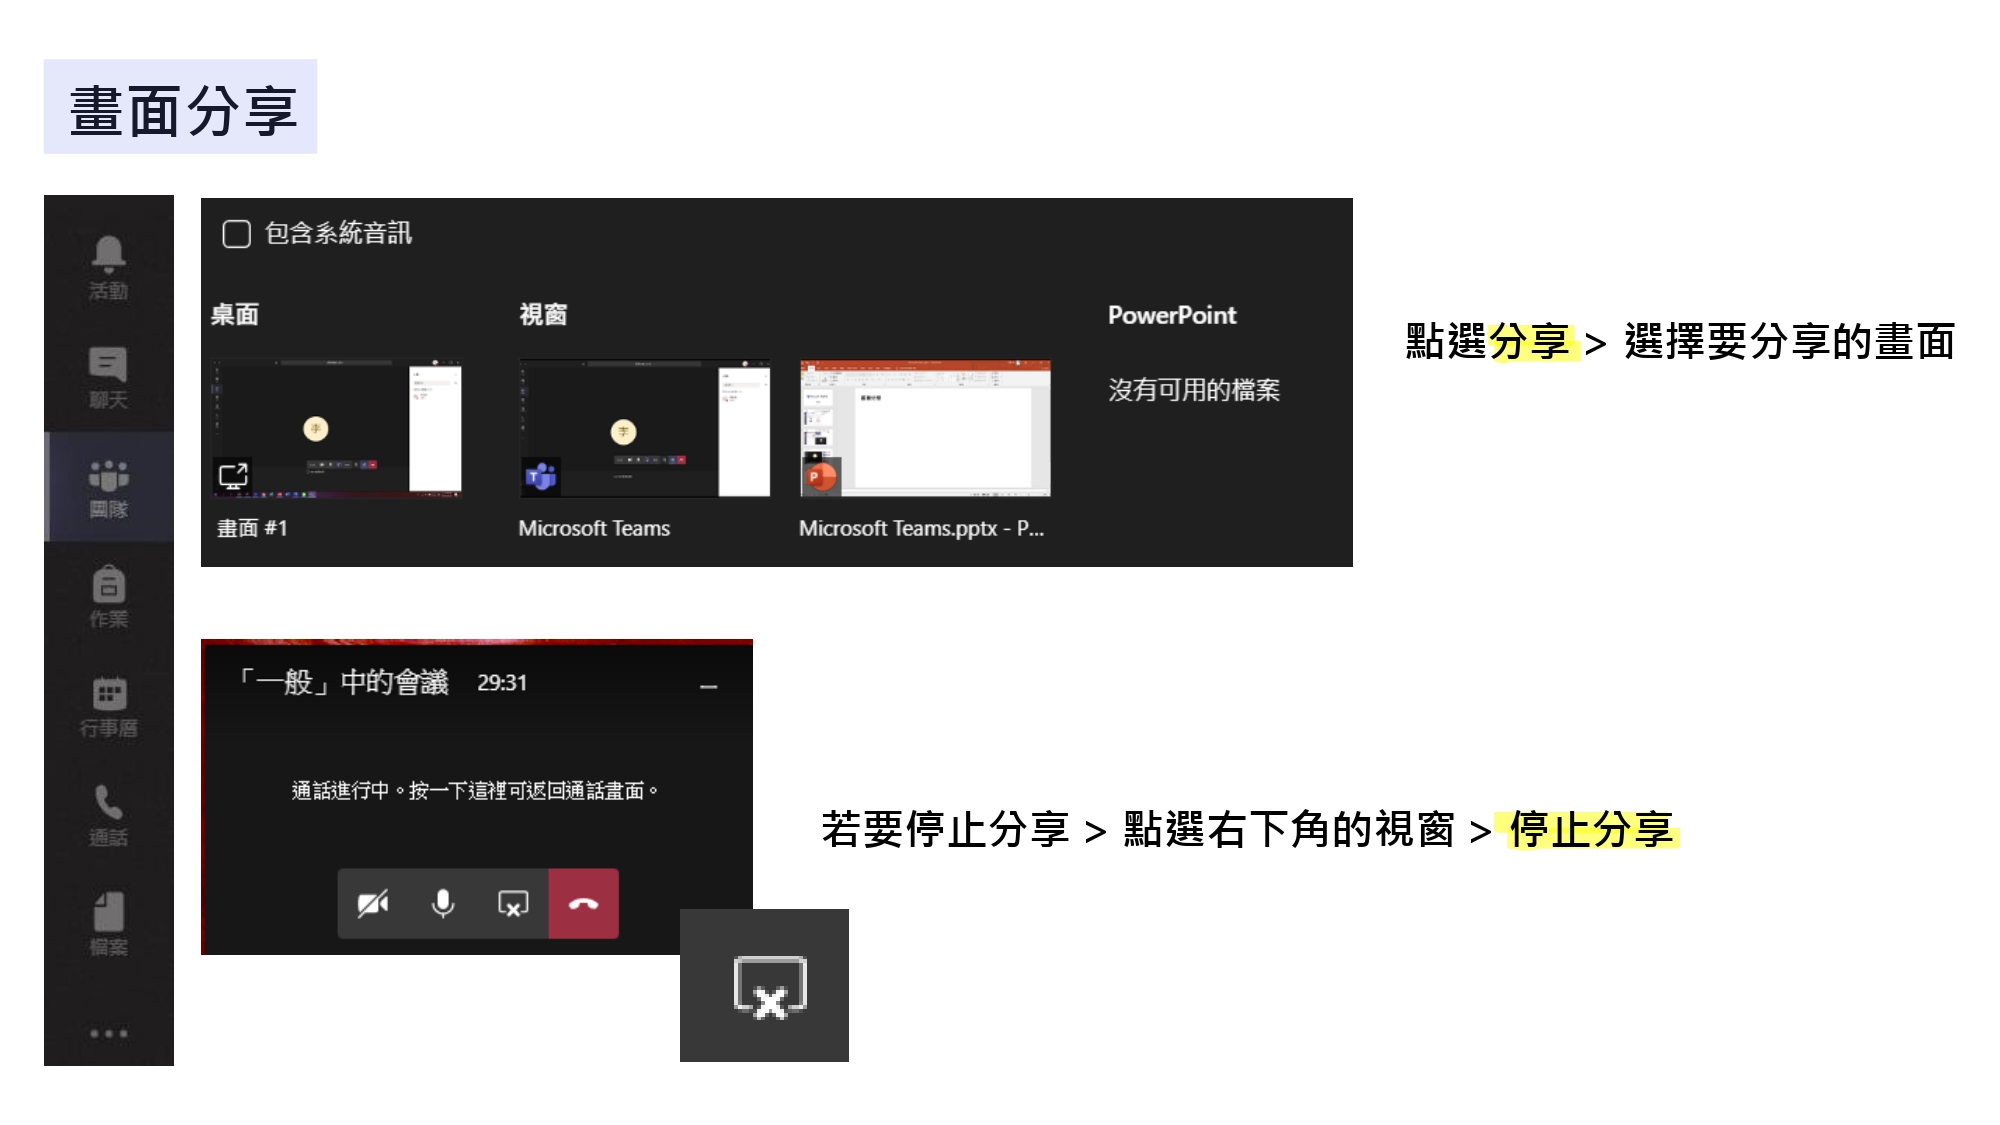 畫面分享
活動
聊天
團隊
作業
行事曆
通話
檔案
包含系統音訊
桌面
視窗
PowerPoint
沒有可用的檔案
李
李
畫面 #1
Microsoft Teams
Microsoft Teams.pptx - P...
點選分享 > 選擇要分享的畫面
「一般」中的會議 29:31
通話進行中。按一下這裡可返回通話畫面。
若要停止分享 > 點選右下角的視窗 > 停止分享